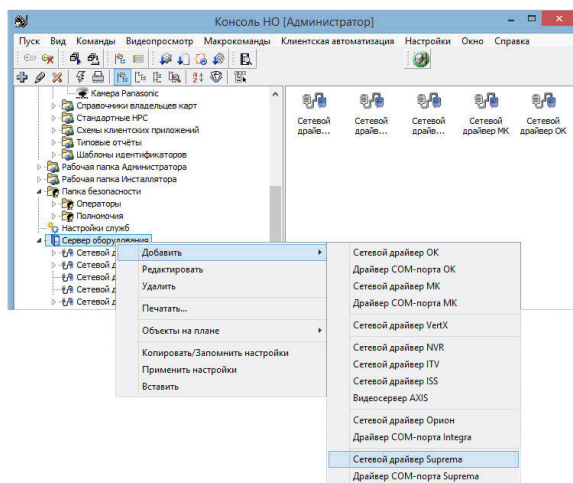 Консоль НО [Администратор]
Пуск Вид Команды Видеопросмотр Макрокоманды Клиентская автоматизация Настройки Окно Справка
Камера Panasonic
Справочники владельцев карт
Стандартные НРС
Схемы клиентских приложений
Типовые отчёты
Шаблоны идентификаторов
Рабочая папка Администратора
Рабочая папка Инсталлятора
Папка безопасности
Операторы
Полномочия
Настройки служб
Сервер оборудования
Сетевой д
Сетевой д
Сетевой д
Сетевой д
Сетевой д
Сетевой драйв...
Сетевой драйв...
Сетевой драйв...
Сетевой драйвер МК
Сетевой драйвер ОК
Добавить
Редактировать
Удалить
Печатать...
Объекты на плане
Копировать/Запомнить настройки
Применить настройки
Вставить
Сетевой драйвер ОК
Драйвер COM-порта ОК
Сетевой драйвер МК
Драйвер COM-порта МК
Сетевой драйвер VertX
Сетевой драйвер NVR
Сетевой драйвер ITV
Сетевой драйвер ISS
Видеосервер AXIS
Сетевой драйвер Орион
Драйвер COM-порта Integra
Сетевой драйвер Suprema
Драйвер COM-порта Suprema